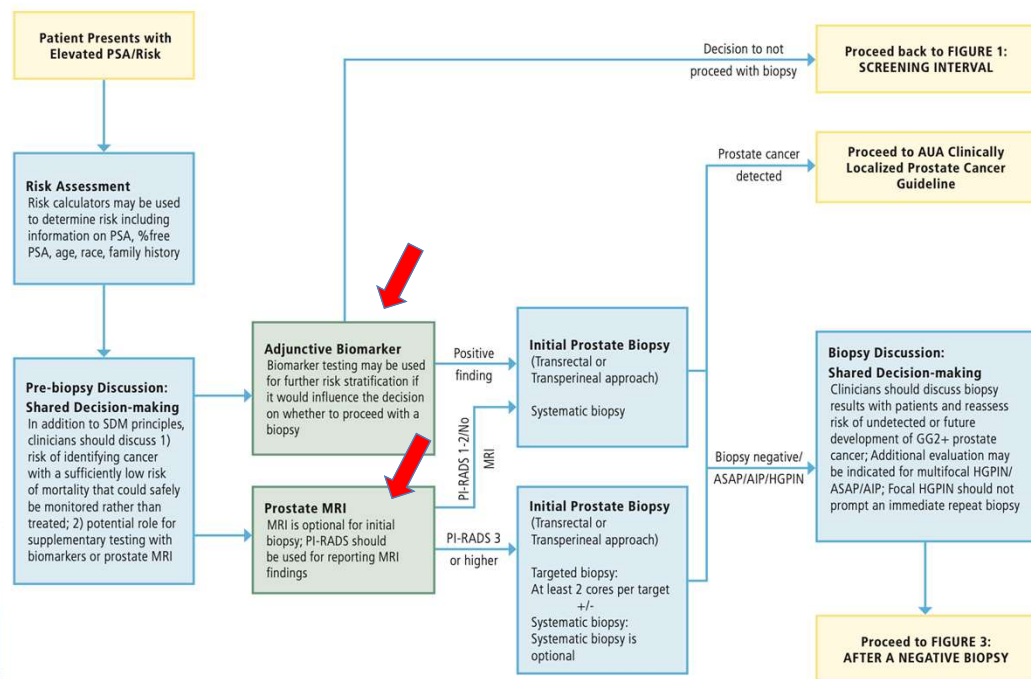 Patient Presents with
Elevated PSA/Risk
Risk Assessment
Risk calculators may be used
to determine risk including
information on PSA, %free
PSA, age, race, family history
Pre-biopsy Discussion:
Shared Decision-making
In addition to SDM principles,
clinicians should discuss 1)
risk of identifying cancer
with a sufficiently low risk
of mortality that could safely
be monitored rather than
treated; 2) potential role for
supplementary testing with
biomarkers or prostate MRI
Adjunctive Biomarker
Biomarker testing may be used
for further risk stratification if
it would influence the decision
on whether to proceed with a
biopsy
Prostate MRI
MRI is optional for initial
biopsy; PI-RADS should
be used for reporting MRI
findings
Decision to not
proceed with biopsy
Positive
finding
PI-RADS 1-2/No
MRI
PI-RADS 3
or higher
Initial Prostate Biopsy
(Transrectal or
Transperineal approach)
Systematic biopsy
Initial Prostate Biopsy
(Transrectal or
Transperineal approach)
Targeted biopsy:
At least 2 cores per target
+/-
Systematic biopsy:
Systematic biopsy is
optional
Prostate cancer
detected
Biopsy negative/
ASAP/AIP/HGPIN
Proceed back to FIGURE 1:
SCREENING INTERVAL
Proceed to AUA Clinically
Localized Prostate Cancer
Guideline
Biopsy Discussion:
Shared Decision-making
Clinicians should discuss biopsy
results with patients and reassess
risk of undetected or future
development of GG2+ prostate
cancer; Additional evaluation may
be indicated for multifocal HGPIN/
ASAP/AIP; Focal HGPIN should not
prompt an immediate repeat biopsy
Proceed to FIGURE 3:
AFTER A NEGATIVE BIOPSY